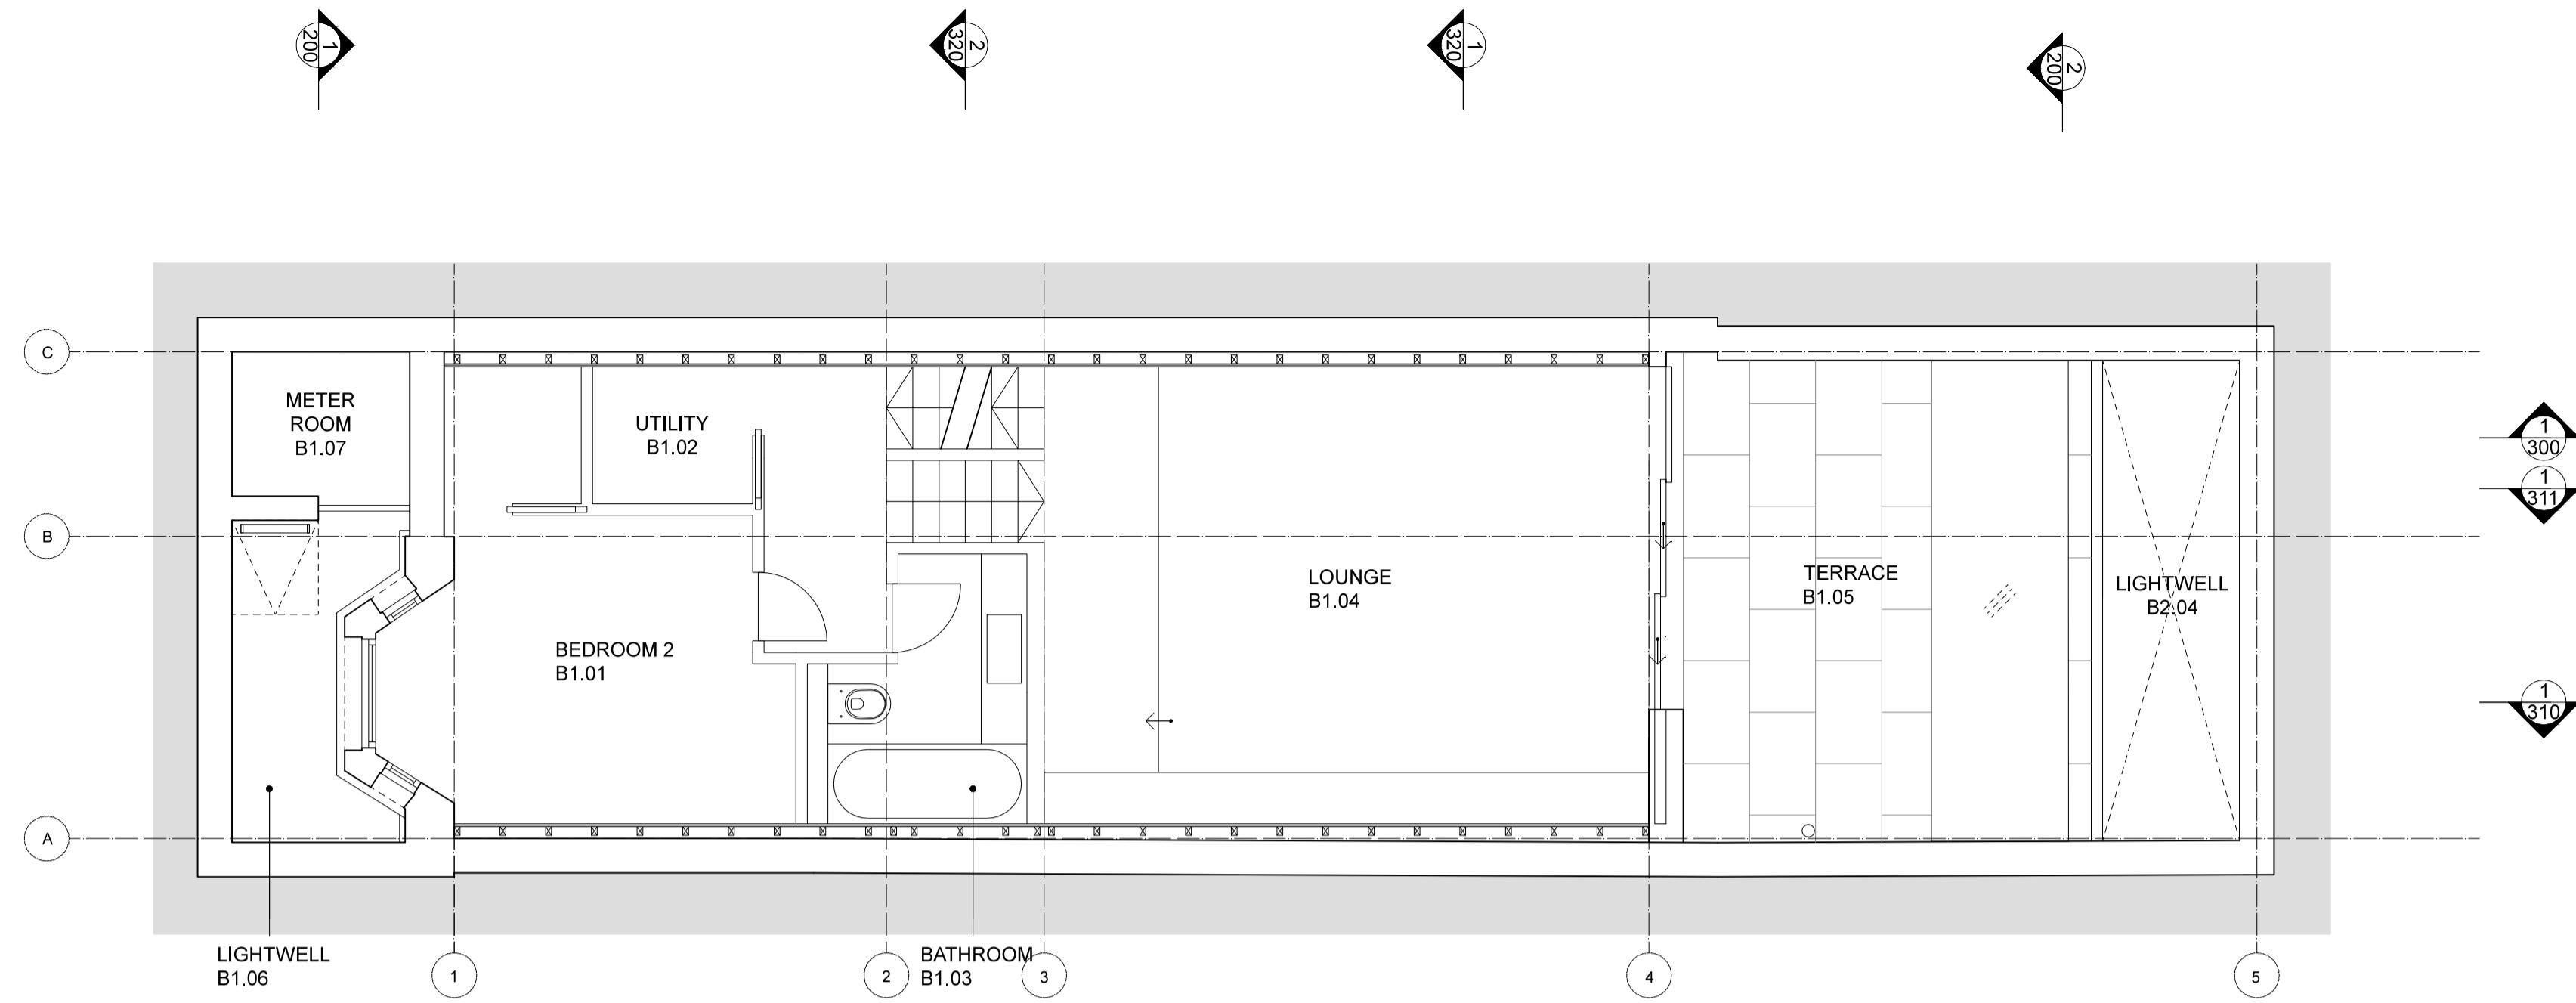 1
200
2
320
1
320
2
200
C
METER
ROOM
B1.07
UTILITY
B1.02
1
300
1
311
B
LOUNGE
B1.04
TERRACE
B1.05
LIGHTWELL
B2.04
BEDROOM 2
B1.01
1
310
A
LIGHTWELL
B1.06
1
2
BATHROOM
B1.03
3
4
5